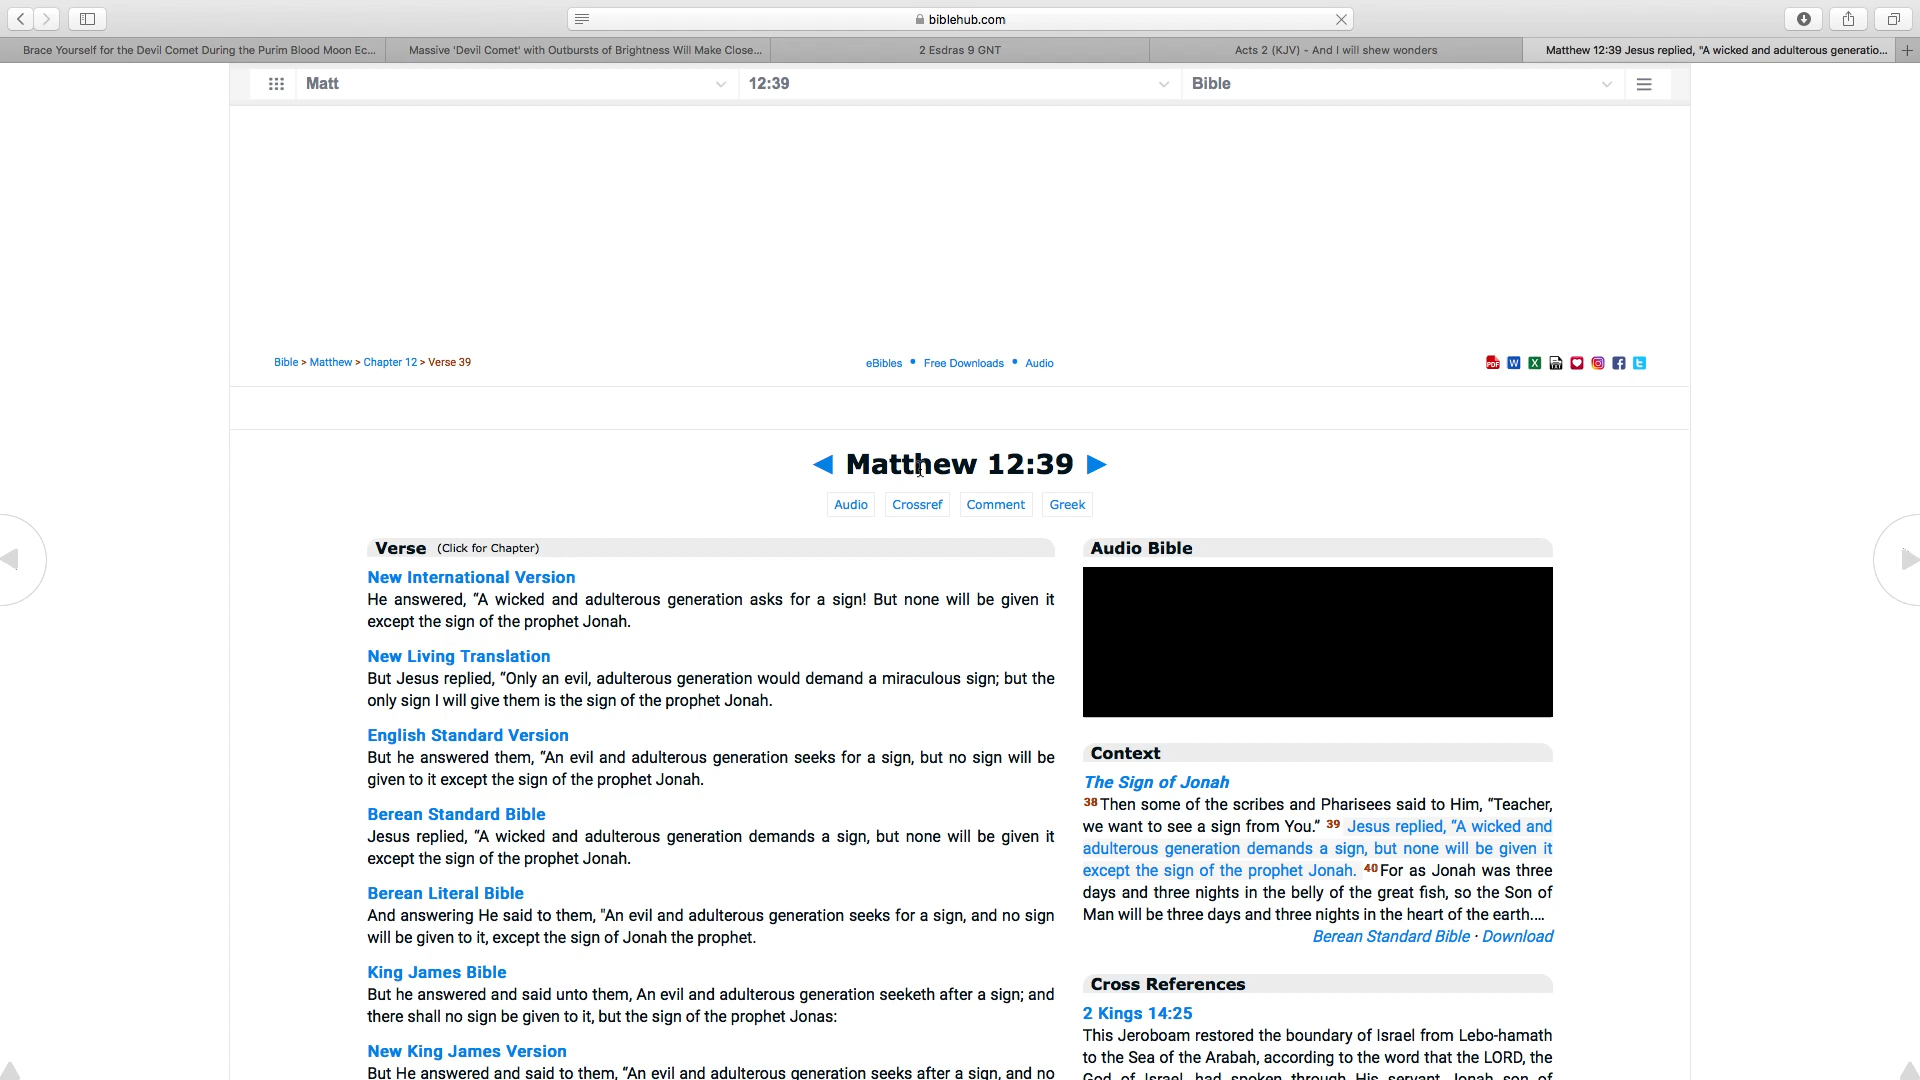 biblehub.com
Brace Yourself for the Devil Comet During the Purim Blood Moon Ec...
Massive 'Devil Comet' with Outbursts of Brightness Will Make Close...
2 Esdras 9 GNT
Acts 2 (KJV) - And I will shew wonders
Matthew 12:39 Jesus replied, "A wicked and adulterous generatio...
Matt
12:39
Bible
Bible > Matthew > Chapter 12 > Verse 39
eBibles • Free Downloads • Audio
Matthew 12:39
Audio
Crossref
Comment
Greek
Verse (Click for Chapter)
New International Version
He answered, “A wicked and adulterous generation asks for a sign! But none will be given it
except the sign of the prophet Jonah.
New Living Translation
But Jesus replied, “Only an evil, adulterous generation would demand a miraculous sign; but the
only sign I will give them is the sign of the prophet Jonah.
English Standard Version
But he answered them, “An evil and adulterous generation seeks for a sign, but no sign will be
given to it except the sign of the prophet Jonah.
Berean Standard Bible
Jesus replied, “A wicked and adulterous generation demands a sign, but none will be given it
except the sign of the prophet Jonah.
Berean Literal Bible
And answering He said to them, "An evil and adulterous generation seeks for a sign, and no sign
will be given to it, except the sign of Jonah the prophet.
King James Bible
But he answered and said unto them, An evil and adulterous generation seeketh after a sign; and
there shall no sign be given to it, but the sign of the prophet Jonas:
New King James Version
But He answered and said to them, “An evil and adulterous generation seeks after a sign, and no
Audio Bible
Context
The Sign of Jonah
38 Then some of the scribes and Pharisees said to Him, “Teacher,
we want to see a sign from You.” 39 Jesus replied, “A wicked and
adulterous generation demands a sign, but none will be given it
except the sign of the prophet Jonah. 40 For as Jonah was three
days and three nights in the belly of the great fish, so the Son of
Man will be three days and three nights in the heart of the earth.…
Berean Standard Bible · Download
Cross References
2 Kings 14:25
This Jeroboam restored the boundary of Israel from Lebo-hamath
to the Sea of the Arabah, according to the word that the LORD, the
God of Israel, had spoken through His servant Jonah son of